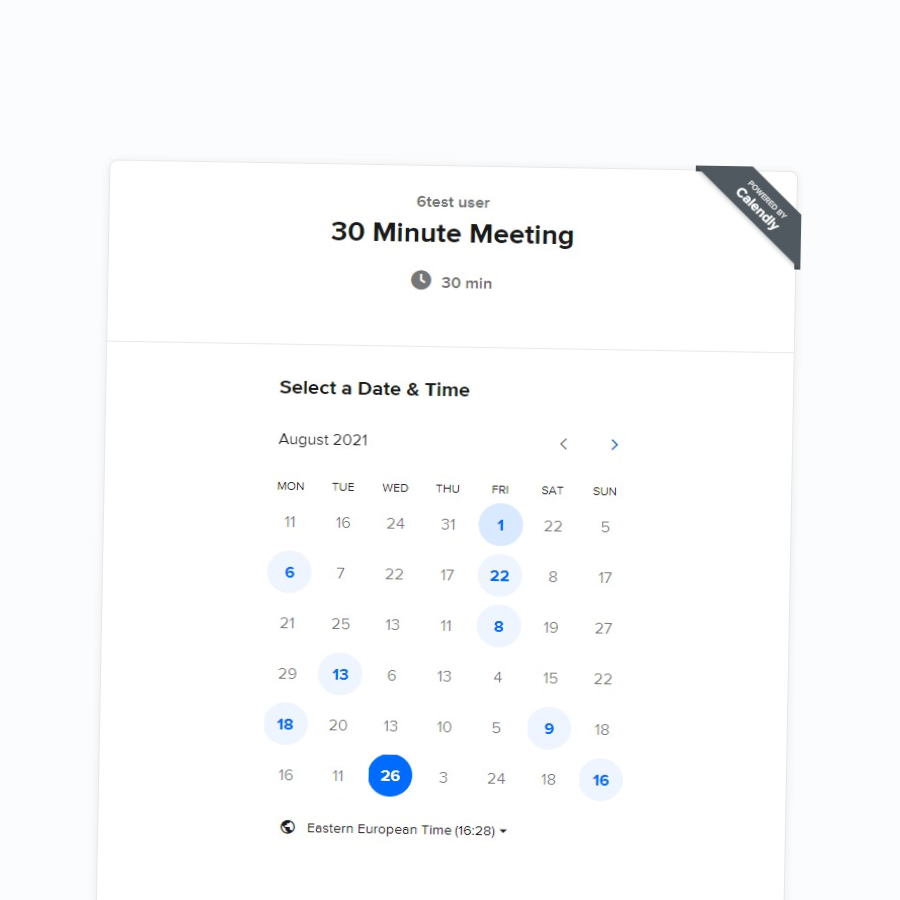 6test user
30 Minute Meeting
30 min
POWERED BY
Calendly
Select a Date & Time
August 2021
MON TUE WED THU FRI SAT SUN
11 16 24 31 1 22 5
6 7 22 17 22 8 17
21 25 13 11 8 19 27
29 13 6 13 4 15 22
18 20 13 10 5 9 18
16 11 26 3 24 18 16
Eastern European Time (16:28)